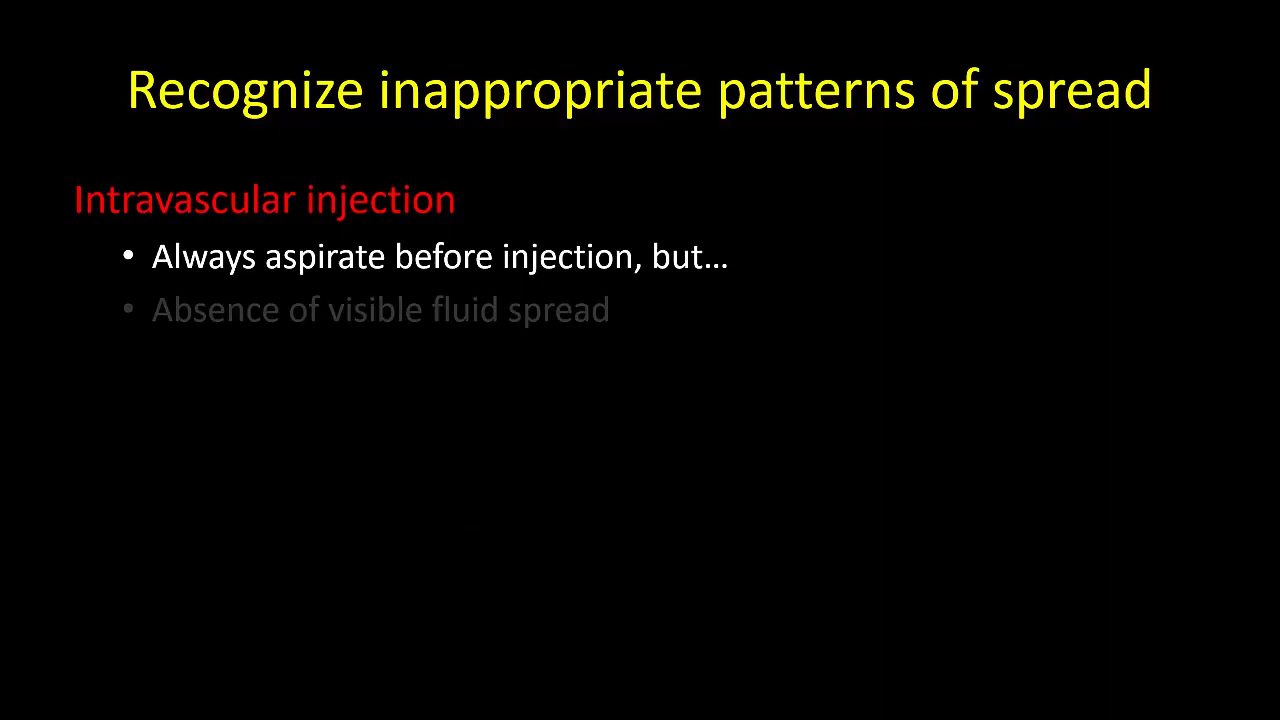 Recognize inappropriate patterns of spread
Intravascular injection
• Always aspirate before injection, but...
• Absence of visible fluid spread